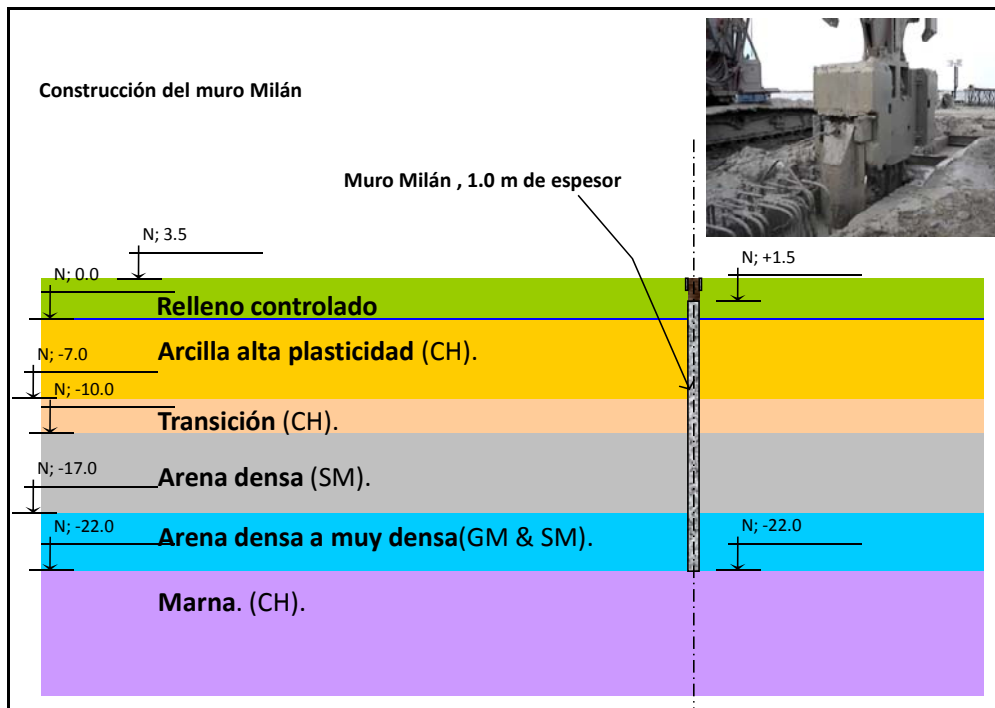 Construcción del muro Milán
Muro Milán , 1.0 m de espesor
N; 3.5
N; +1.5
N; 0.0
Relleno controlado
Arcilla alta plasticidad (CH).
N; -7.0
N; -10.0
Transición (CH).
N; -17.0
Arena densa (SM).
N; -22.0
Arena densa a muy densa(GM & SM).
N; -22.0
Marna. (CH).